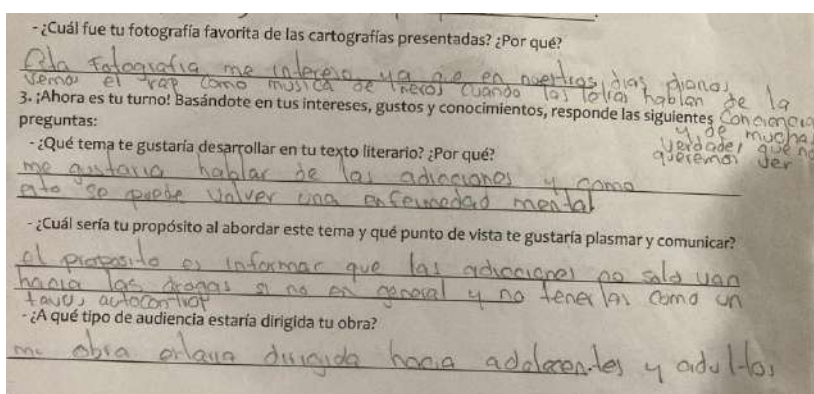 - ¿Cuál fue tu fotografía favorita de las cartografías presentadas? ¿Por qué?
la Fotografia me intereso ya que en nuestros dias diarios
vemos el rap como musica de ñeros cuando las letras hablan de la
conciencia
y de mucha
verdades que no
queremos ver
3. ¡Ahora es tu turno! Basándote en tus intereses, gustos y conocimientos, responde las siguientes
preguntas:
- ¿Qué tema te gustaría desarrollar en tu texto literario? ¿Por qué?
me gustaria hablar de las adicciones y como
esto se puede volver una enfermedad mental
- ¿Cuál sería tu propósito al abordar este tema y qué punto de vista te gustaría plasmar y comunicar?
el proposito es informar que las adicciones no solo van
hacia las drogas si no en general y no tenerlas como un
autocontrol
- ¿A qué tipo de audiencia estaría dirigida tu obra?
mi obra estaria dirigida hacia adolecentes y adultos